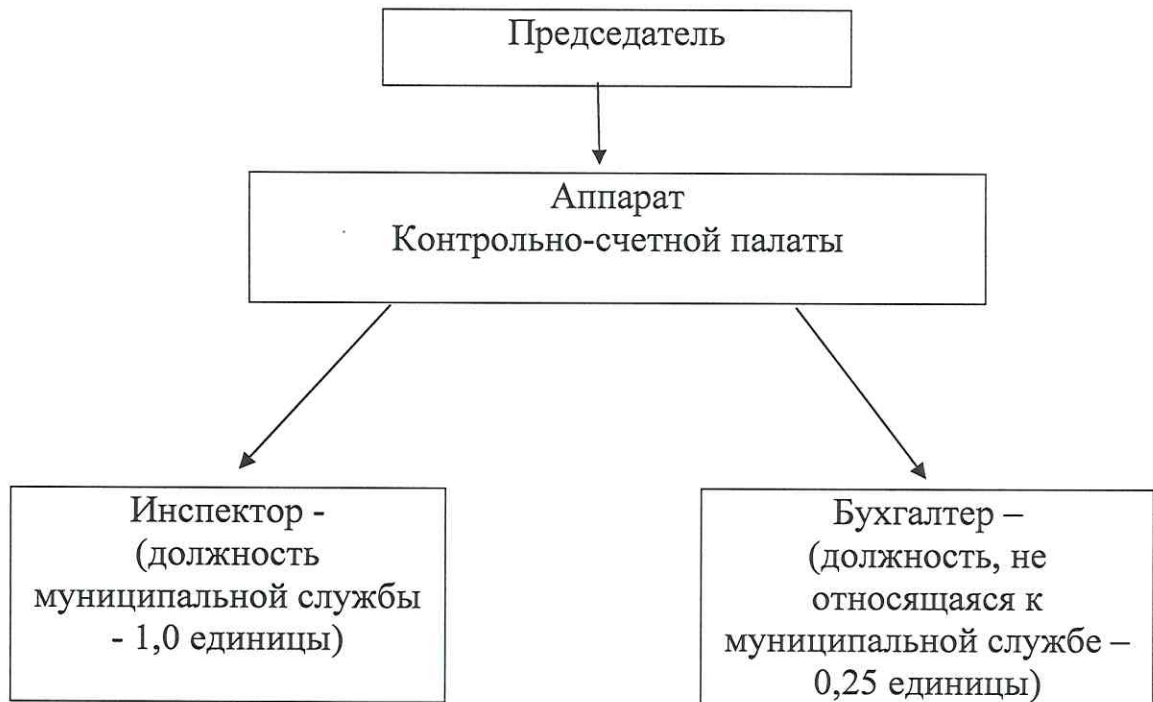 Председатель
Аппарат
Контрольно-счетной палаты
Инспектор -
(должность
муниципальной службы
- 1,0 единицы)
Бухгалтер –
(должность, не
относящаяся к
муниципальной службе –
0,25 единицы)